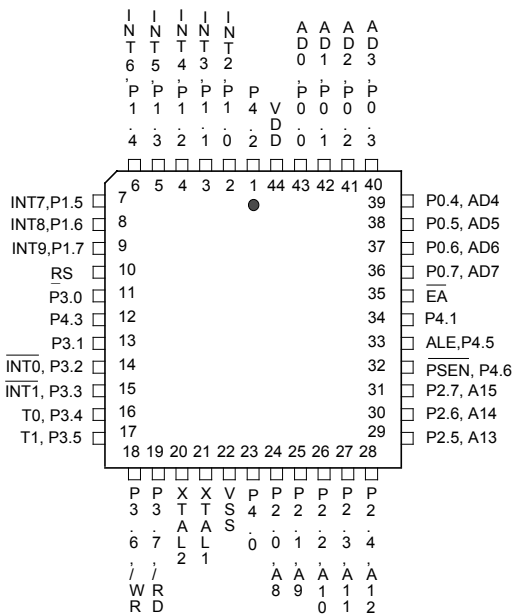 INT6,P1.4
INT5,P1.3
INT4,P1.2
INT3,P1.1
INT2,P1.0
P4.2
VDD
AD0,P0.0
AD1,P0.1
AD2,P0.2
AD3,P0.3
6 5 4 3 2 1 44 43 42 41 40
INT7,P1.5 7
INT8,P1.6 8
INT9,P1.7 9
RS 10
P3.0 11
P4.3 12
P3.1 13
INT0, P3.2 14
INT1, P3.3 15
T0, P3.4 16
T1, P3.5 17
39 P0.4, AD4
38 P0.5, AD5
37 P0.6, AD6
36 P0.7, AD7
35 EA
34 P4.1
33 ALE,P4.5
32 PSEN, P4.6
31 P2.7, A15
30 P2.6, A14
29 P2.5, A13
18 19 20 21 22 23 24 25 26 27 28
P3.6,/WR
P3.7,/RD
XTAL2
XTAL1
VSS
P4.0
P2.0,A8
P2.1,A9
P2.2,A10
P2.3,A11
P2.4,A12